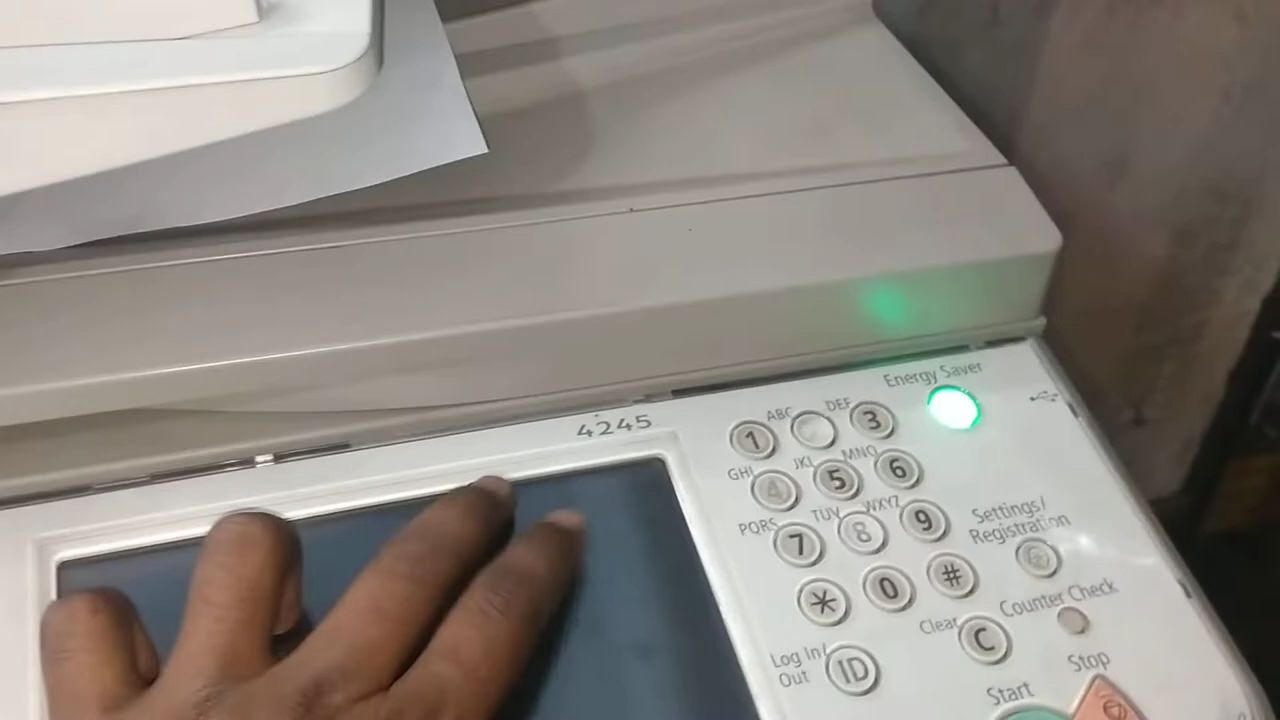 4245
Energy Saver
ABC
DEF
1
3
GHI
JKL
MNO
4
5
6
PQRS
TUV
WXYZ
7
8
9
*
0
#
Settings/
Registration
Counter Check
Clear
C
Log In/
Out
ID
Start
Stop